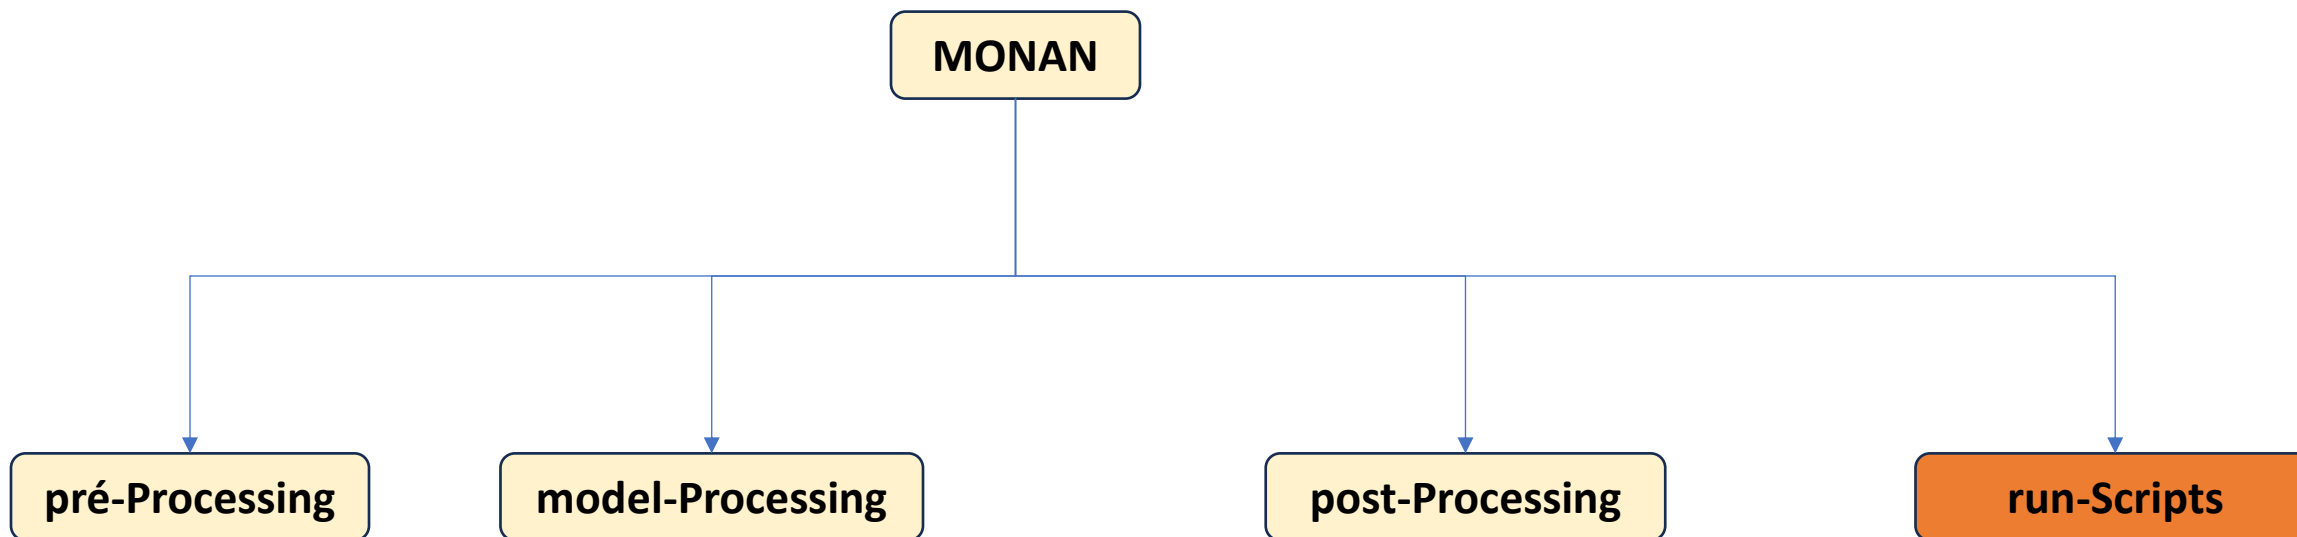 MONAN
pré-Processing
model-Processing
post-Processing
run-Scripts